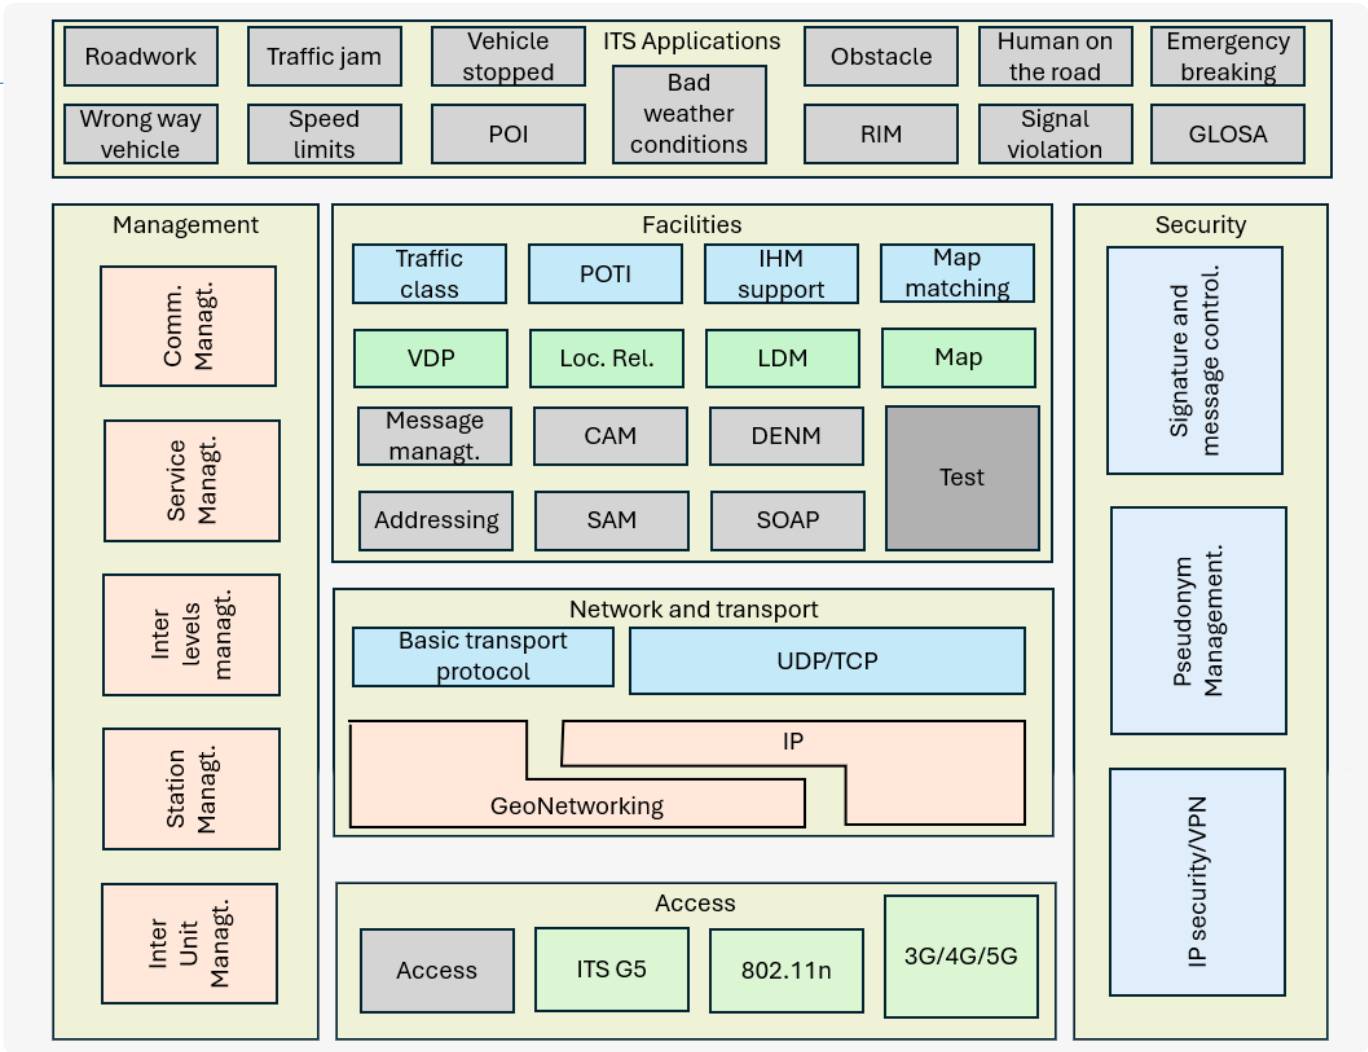 ITS Applications
Roadwork
Traffic jam
Vehicle
stopped
Bad
weather
conditions
Obstacle
Human on
the road
Emergency
breaking
Wrong way
vehicle
Speed
limits
POI
RIM
Signal
violation
GLOSA
Management
Comm.
Managt.
Service
Managt.
Inter
levels
managt.
Station
Managt.
Inter
Unit
Managt.
Facilities
Traffic
class
POTI
IHM
support
Map
matching
VDP
Loc. Rel.
LDM
Map
Message
managt.
CAM
DENM
Test
Addressing
SAM
SOAP
Network and transport
Basic transport
protocol
UDP/TCP
IP
GeoNetworking
Access
Access
ITS G5
802.11n
3G/4G/5G
Security
Signature and
message control.
Pseudonym
Management.
IP security/VPN